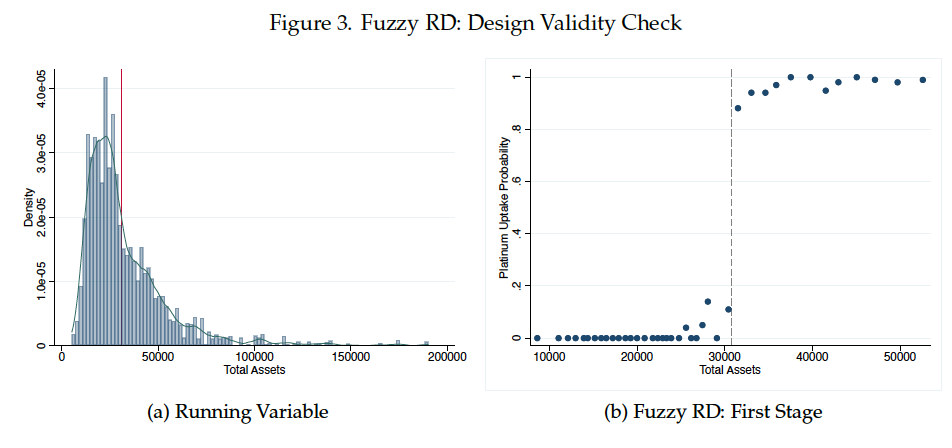 Figure 3. Fuzzy RD: Design Validity Check
Density
0 1.0e-05 2.0e-05 3.0e-05 4.0e-05
0 50000 100000 150000 200000
Total Assets
(a) Running Variable
Platinum Uptake Probability
0 .2 .4 .6 .8 1
10000 20000 30000 40000 50000
Total Assets
(b) Fuzzy RD: First Stage